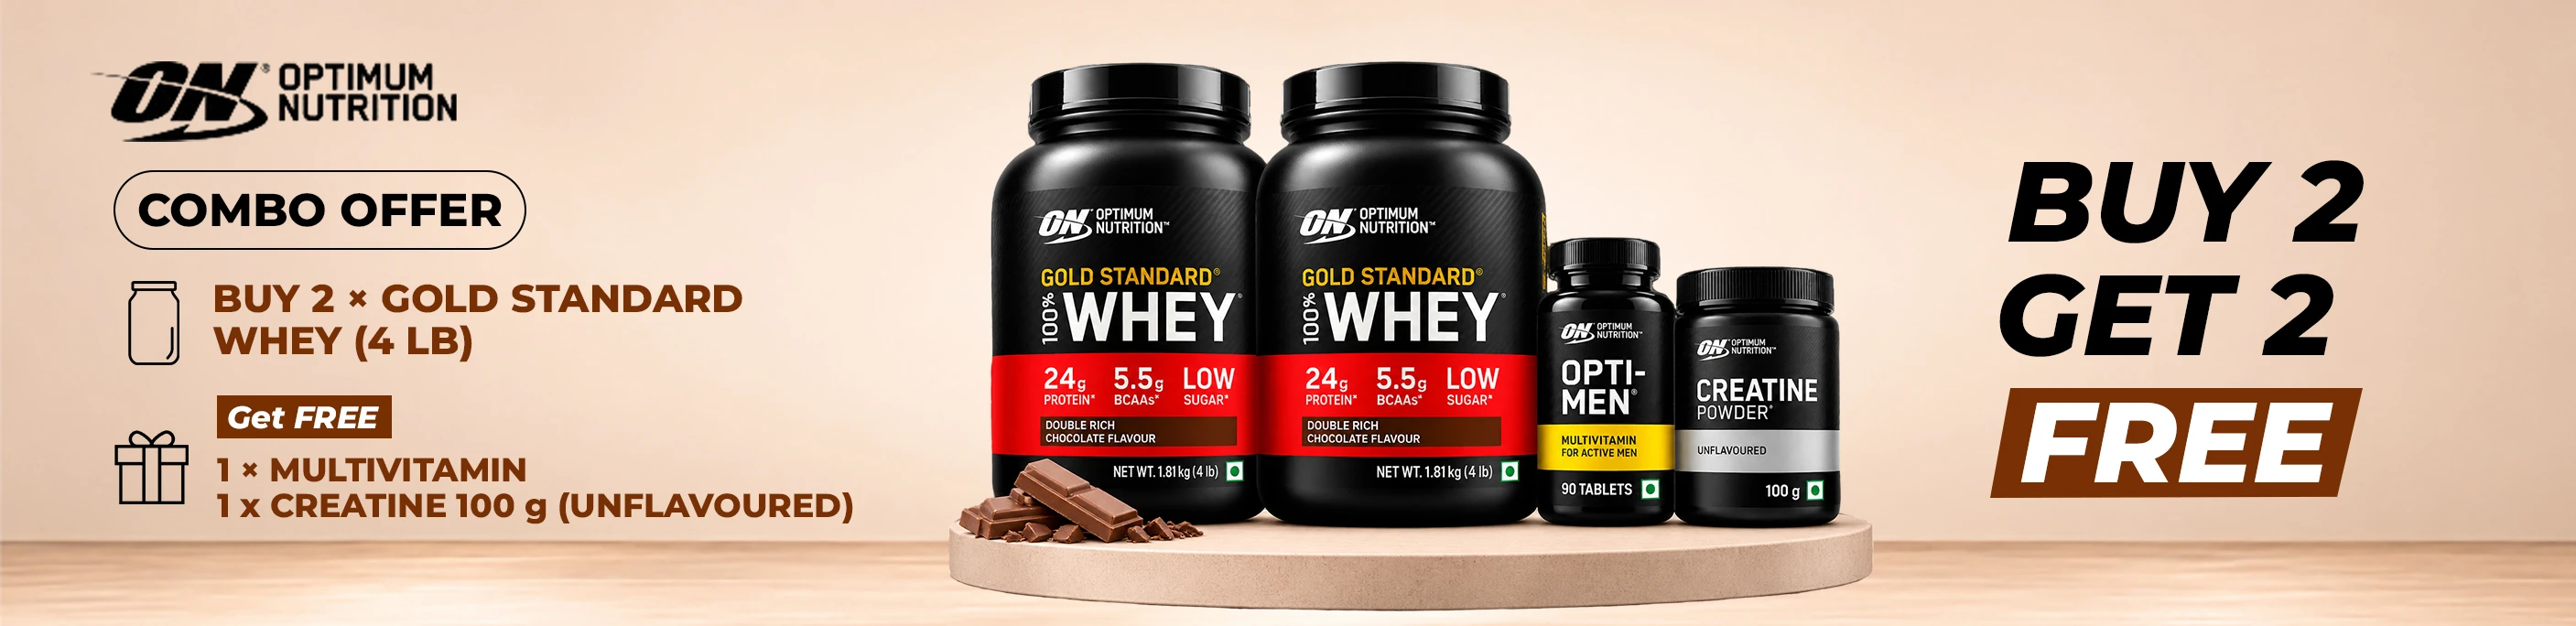 ON® OPTIMUM
NUTRITION
COMBO OFFER
BUY 2 × GOLD STANDARD
WHEY (4 LB)
Get FREE
1 × MULTIVITAMIN
1 x CREATINE 100 g (UNFLAVOURED)
ON OPTIMUM
NUTRITION™
GOLD STANDARD®
100% WHEY®
24g 5.5g LOW
PROTEIN* BCAAs* SUGAR*
DOUBLE RICH
CHOCOLATE FLAVOUR
NET WT. 1.81 kg (4 lb)
ON OPTIMUM
NUTRITION™
GOLD STANDARD®
100% WHEY®
24g 5.5g LOW
PROTEIN* BCAAs* SUGAR*
DOUBLE RICH
CHOCOLATE FLAVOUR
NET WT. 1.81 kg (4 lb)
ON OPTIMUM
NUTRITION™
OPTI-
MEN®
MULTIVITAMIN
FOR ACTIVE MEN
90 TABLETS
ON OPTIMUM
NUTRITION™
CREATINE
POWDER*
UNFLAVOURED
100 g
BUY 2
GET 2
FREE